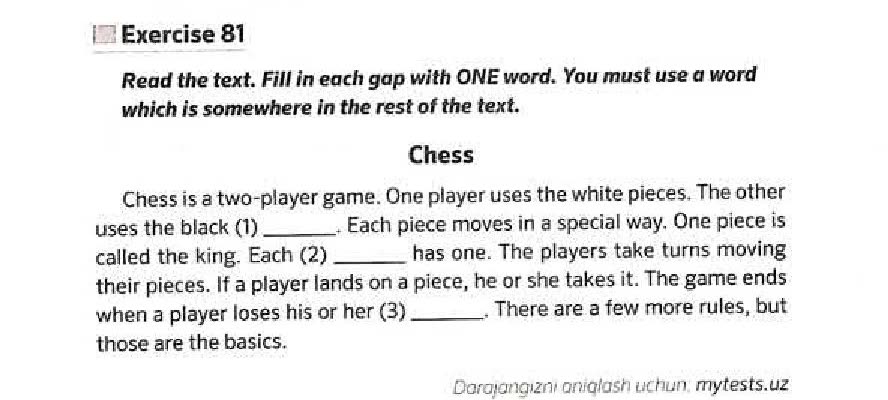 Exercise 81
Read the text. Fill in each gap with ONE word. You must use a word
which is somewhere in the rest of the text.
Chess
Chess is a two-player game. One player uses the white pieces. The other
uses the black (1) _______. Each piece moves in a special way. One piece is
called the king. Each (2) _______ has one. The players take turns moving
their pieces. If a player lands on a piece, he or she takes it. The game ends
when a player loses his or her (3) _______. There are a few more rules, but
those are the basics.
Darajangizni aniqlash uchun: mytests.uz